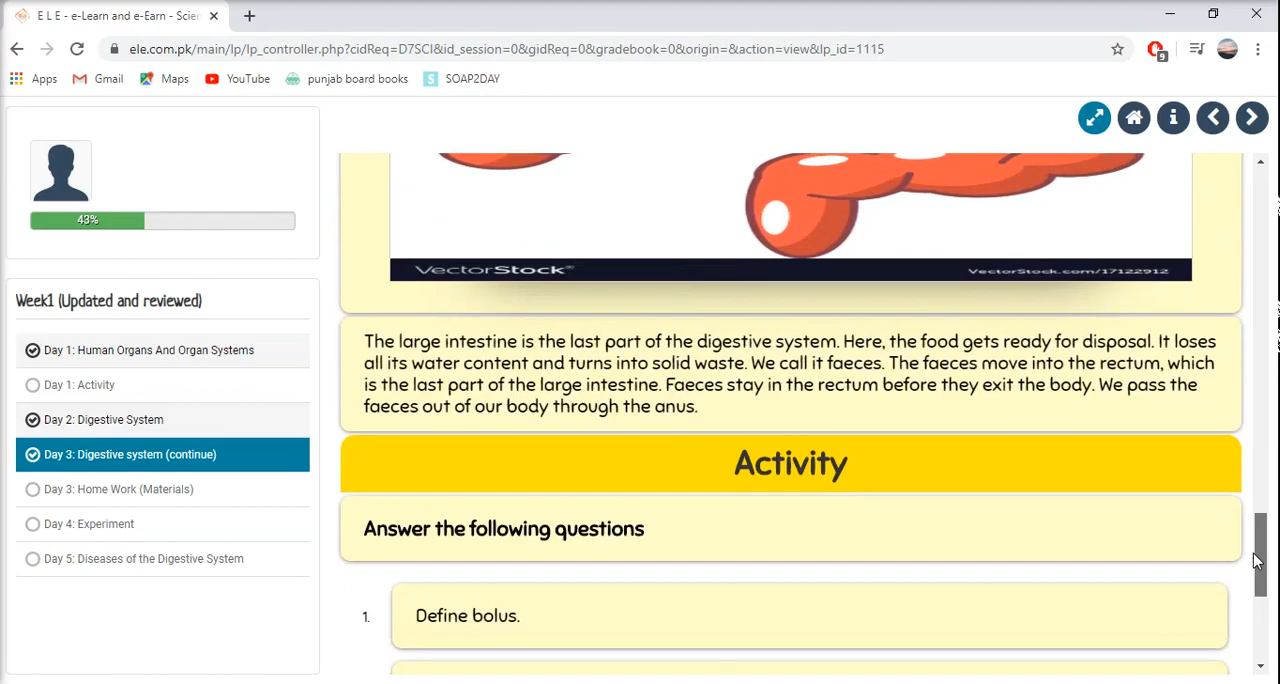 E L E - e-Learn and e-Earn - Scien
ele.com.pk/main/lp/lp_controller.php?cidReq=D7SCI&id_session=0&gidReq=0&gradebook=0&origin=&action=view&lp_id=1115
9
Apps Gmail Maps YouTube punjab board books S SOAP2DAY
43%
Week1 (Updated and reviewed)
Day 1: Human Organs And Organ Systems
Day 1: Activity
Day 2: Digestive System
Day 3: Digestive system (continue)
Day 3: Home Work (Materials)
Day 4: Experiment
Day 5: Diseases of the Digestive System
VectorStock® VectorStock.com/17122912
The large intestine is the last part of the digestive system. Here, the food gets ready for disposal. It loses
all its water content and turns into solid waste. We call it faeces. The faeces move into the rectum, which
is the last part of the large intestine. Faeces stay in the rectum before they exit the body. We pass the
faeces out of our body through the anus.
Activity
Answer the following questions
1. Define bolus.